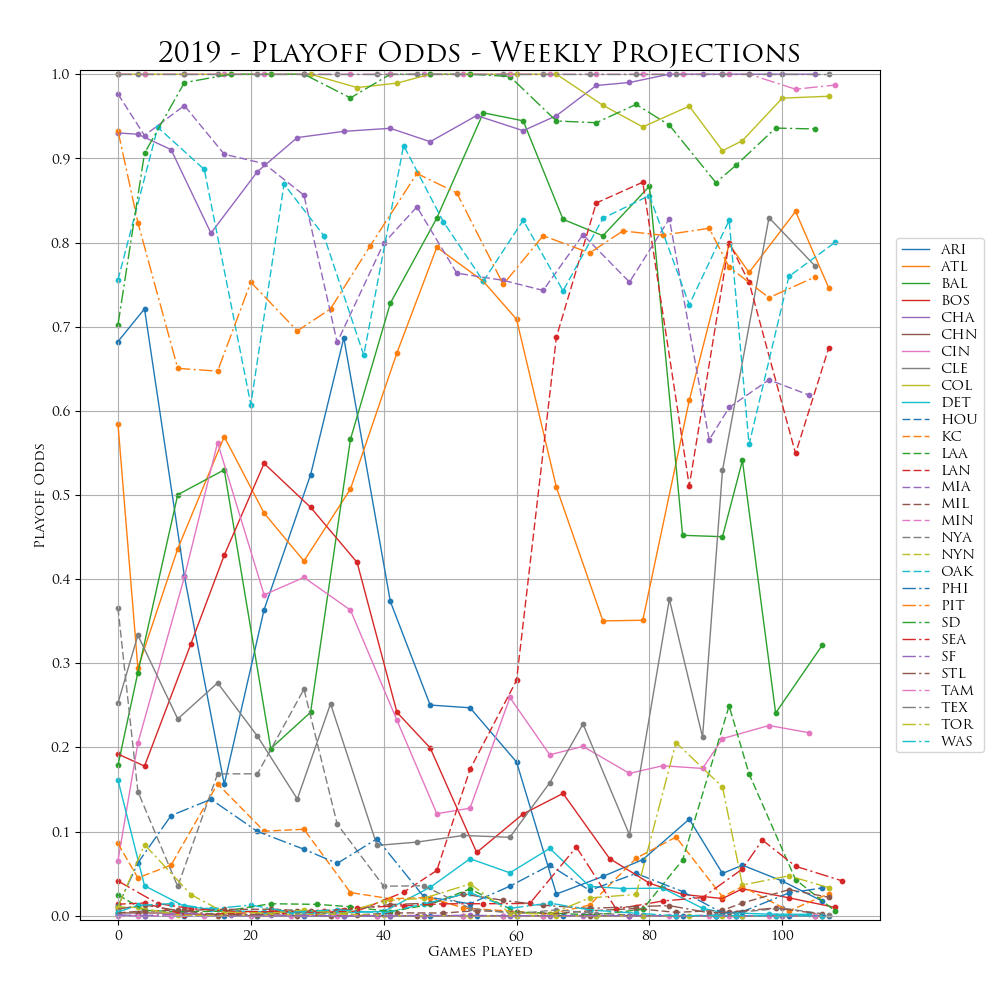 2019 - Playoff Odds - Weekly Projections
1.0
0.9
0.8
0.7
0.6
0.5
0.4
0.3
0.2
0.1
0.0
Playoff Odds
0 20 40 60 80 100
Games Played
ARI
ATL
BAL
BOS
CHA
CHN
CIN
CLE
COL
DET
HOU
KC
LAA
LAN
MIA
MIL
MIN
NYA
NYN
OAK
PHI
PIT
SD
SEA
SF
STL
TAM
TEX
TOR
WAS